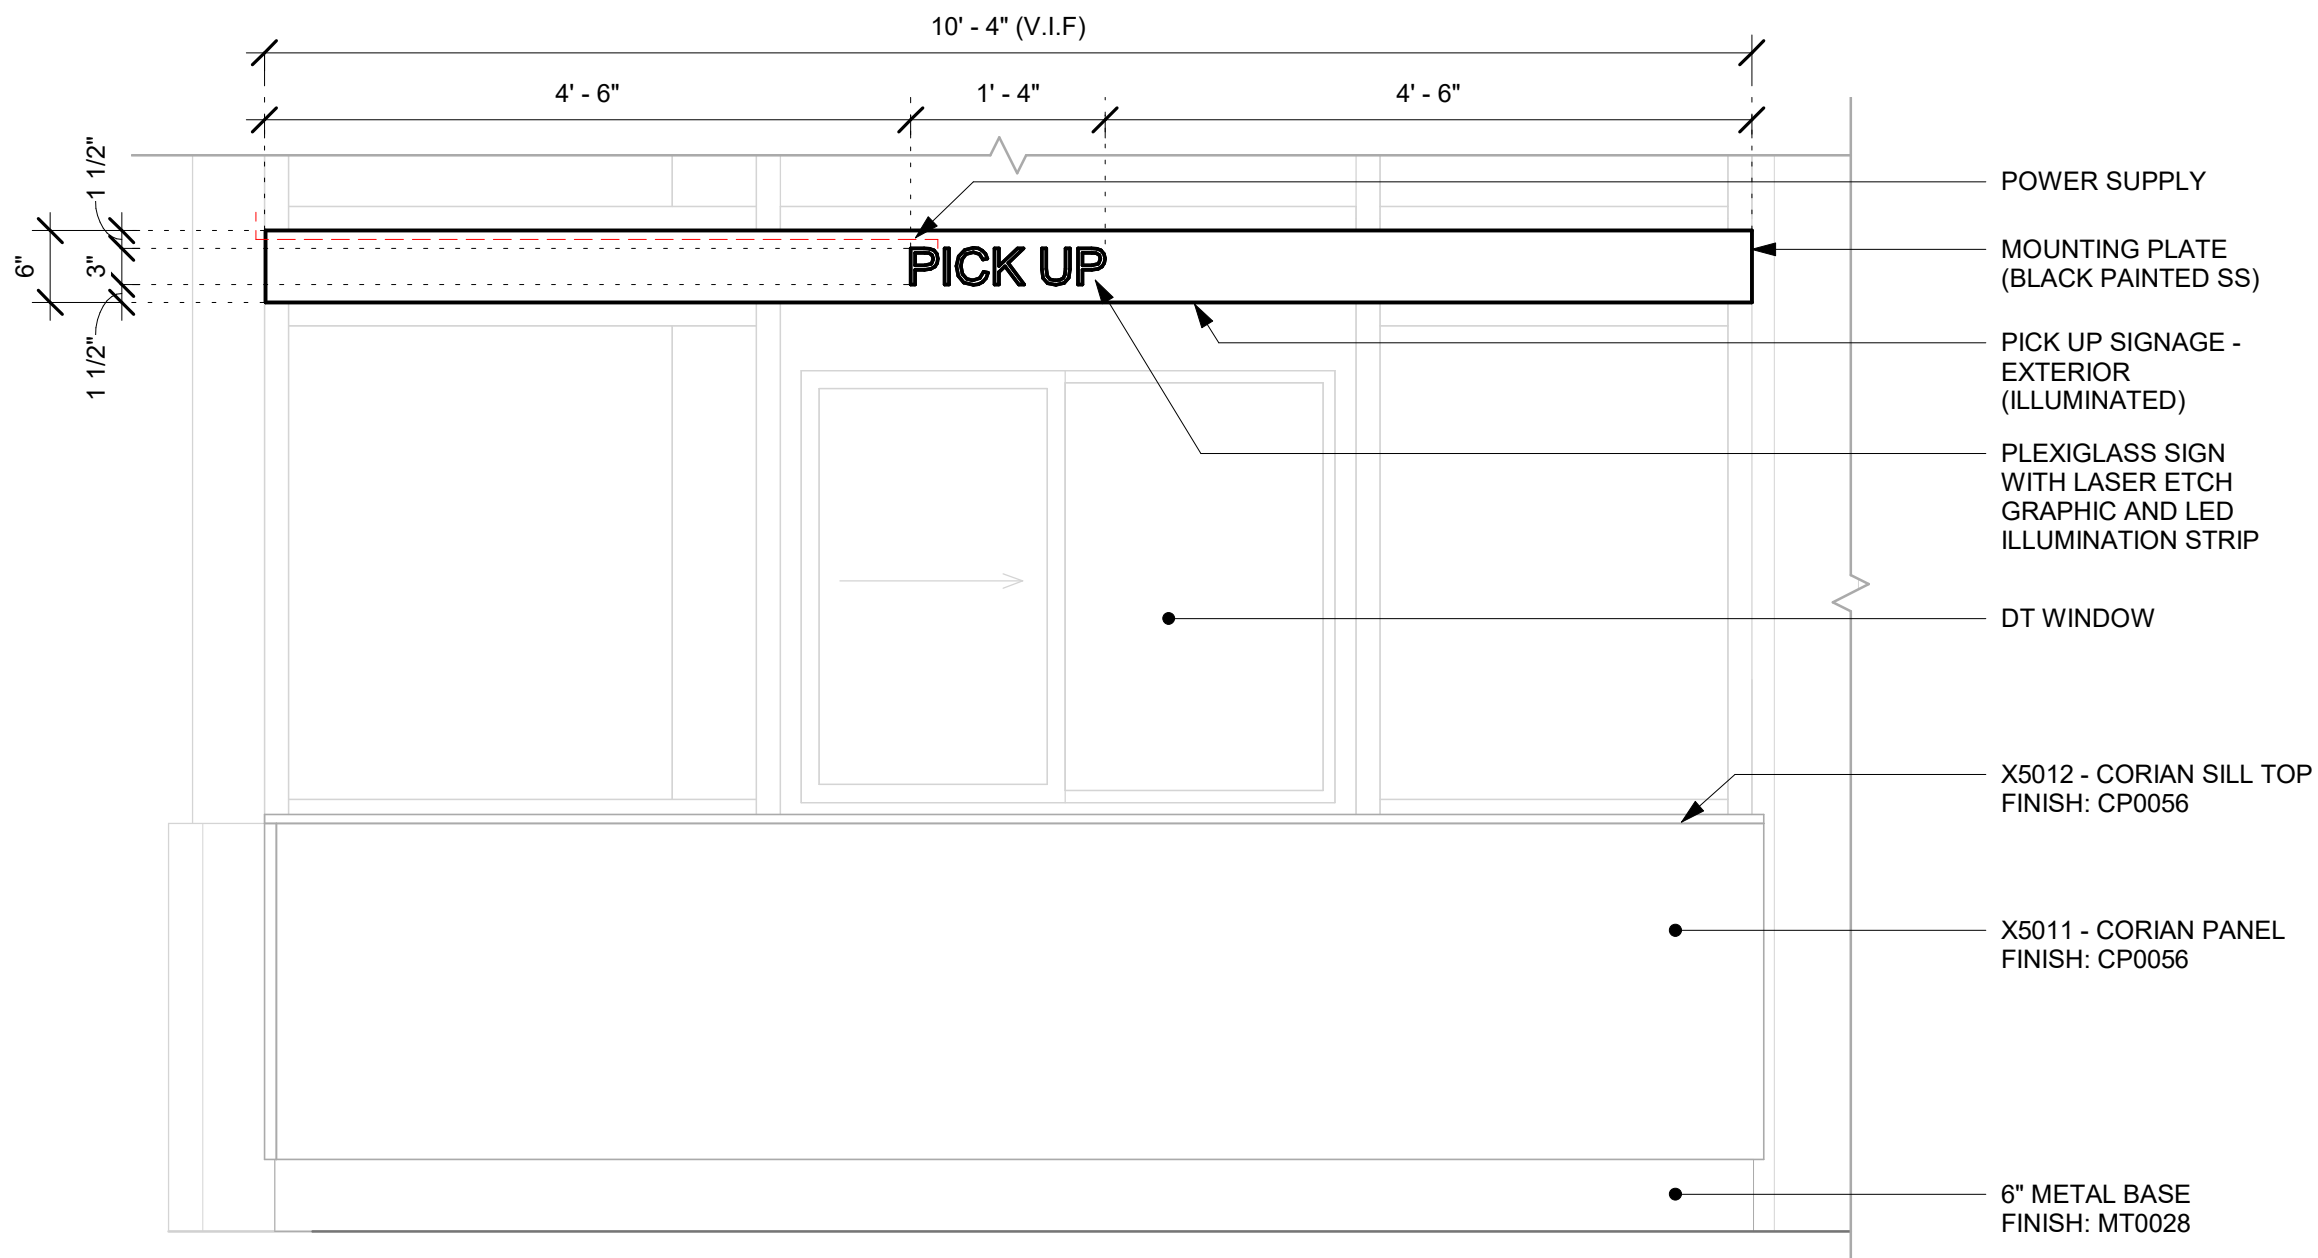 10' - 4" (V.I.F)
4' - 6"
1' - 4"
4' - 6"
1 1/2"
6"
3"
1 1/2"
PICK UP
POWER SUPPLY
MOUNTING PLATE
(BLACK PAINTED SS)
PICK UP SIGNAGE -
EXTERIOR
(ILLUMINATED)
PLEXIGLASS SIGN
WITH LASER ETCH
GRAPHIC AND LED
ILLUMINATION STRIP
DT WINDOW
X5012 - CORIAN SILL TOP
FINISH: CP0056
X5011 - CORIAN PANEL
FINISH: CP0056
6" METAL BASE
FINISH: MT0028